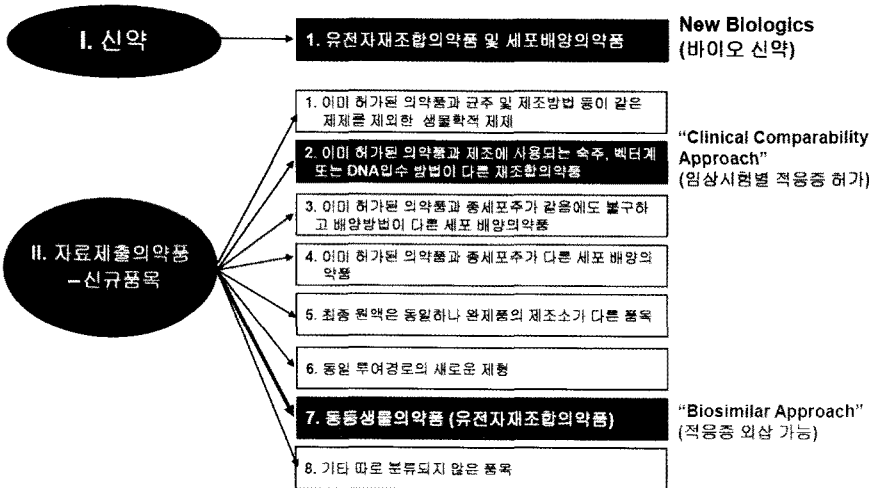 I. 신약
1. 유전자재조합의약품 및 세포배양의약품
New Biologics
(바이오 신약)
1. 이미 허가된 의약품과 균주 및 제조방법 등이 같은
제제를 제외한 생물학적 제제
2. 이미 허가된 의약품과 제조에 사용되는 숙주, 벡터계
또는 DNA입수 방법이 다른 재조합의약품
"Clinical Comparability
Approach"
(임상시험별 적응증 허가)
3. 이미 허가된 의약품과 종세포주가 같음에도 불구하
고 배양방법이 다른 세포 배양의약품
II. 자료제출의약품
–신규품목
4. 이미 허가된 의약품과 종세포주가 다른 세포 배양의
약품
5. 최종 원액은 동일하나 완제품의 제조소가 다른 품목
6. 동일 투여경로의 새로운 제형
7. 동등생물의약품 (유전자재조합의약품)
"Biosimilar Approach"
(적응증 외삽 가능)
8. 기타 따로 분류되지 않은 품목